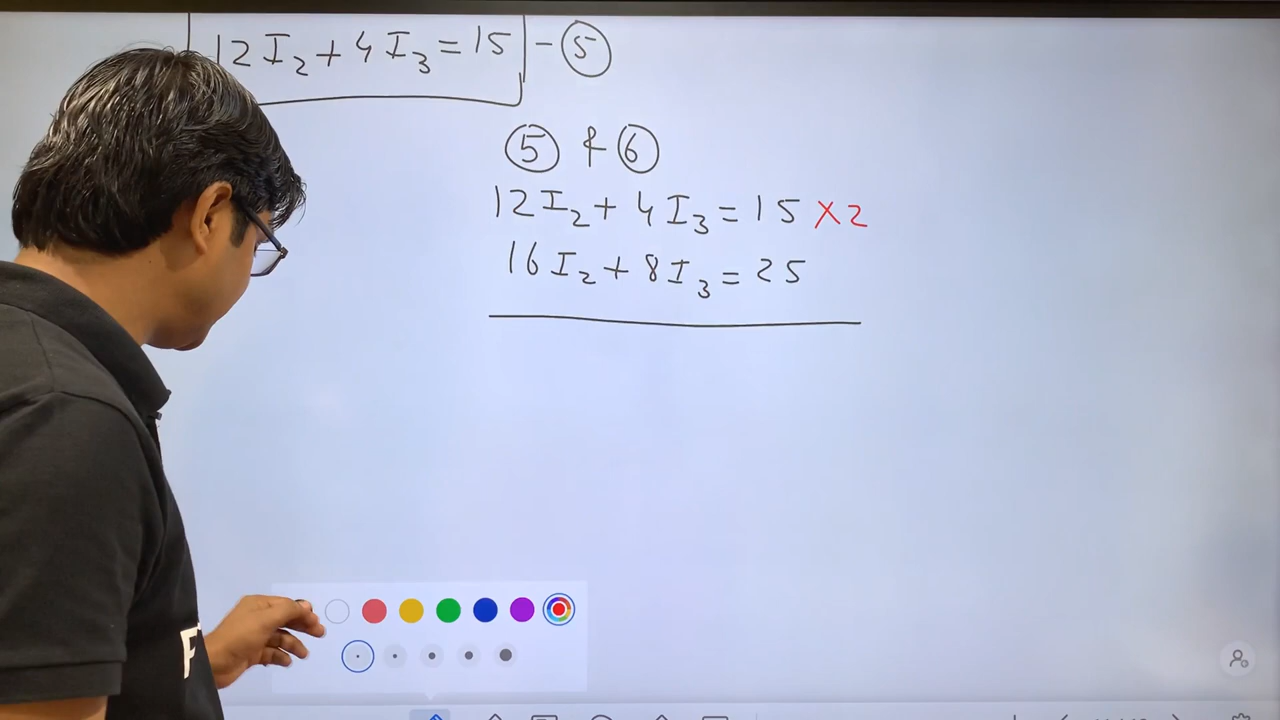 12I₂ + 4I₃ = 15 - ⑤
⑤ & ⑥
12I₂ + 4I₃ = 15 × 2
16I₂ + 8I₃ = 25